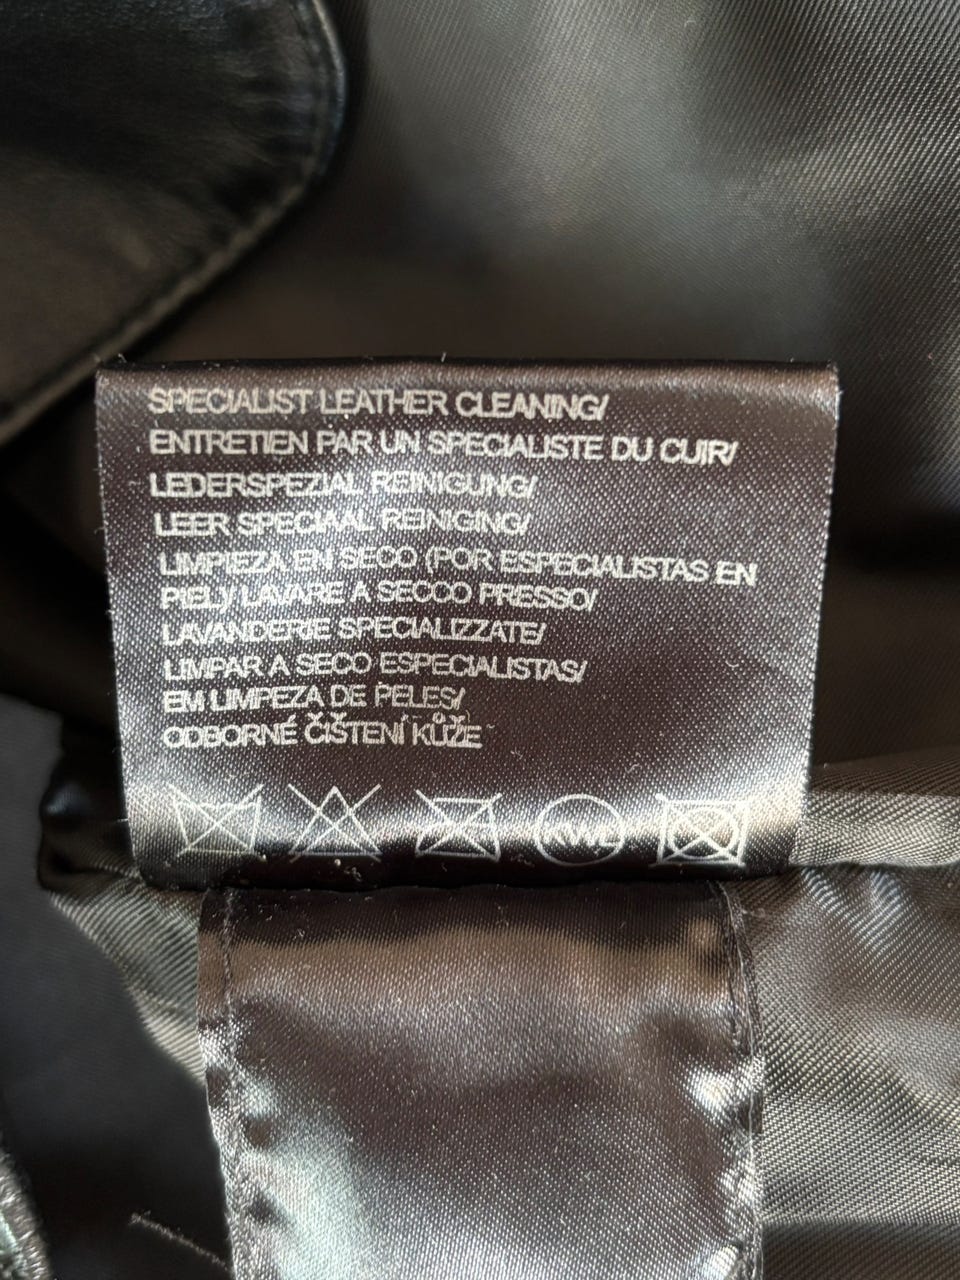 SPECIALIST LEATHER CLEANING/
ENTRETIEN PAR UN SPECIALISTE DU CUIR/
LEDERSPEZIAL REINIGUNG/
LEER SPECIAAL REINIGING/
LIMPIEZA EN SECO (POR ESPECIALISTAS EN
PIEL)/ LAVARE A SECCO PRESSO/
LAVANDERIE SPECIALIZZATE/
LIMPAR A SECO ESPECIALISTAS/
EM LIMPEZA DE PELES/
ODBORNÉ ČIŠTENÍ KŮŽE